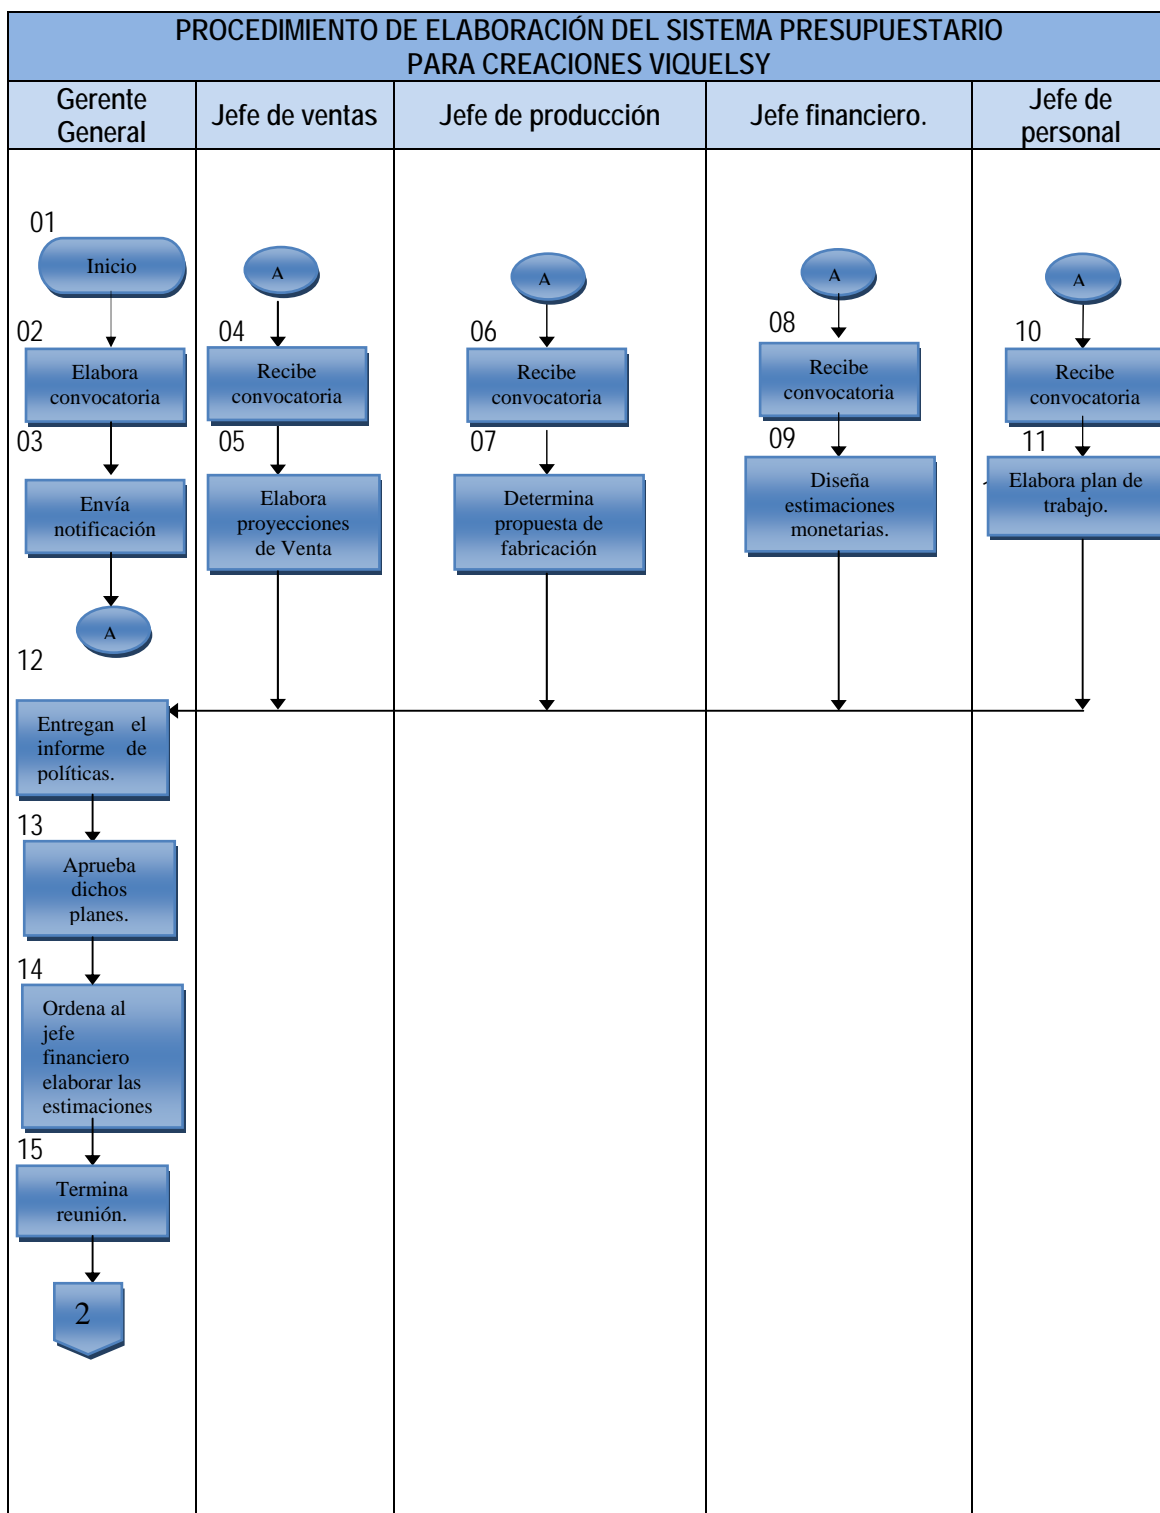 PROCEDIMIENTO DE ELABORACIÓN DEL SISTEMA PRESUPUESTARIO
PARA CREACIONES VIQUELSY
Gerente
General
Jefe de ventas
Jefe de producción
Jefe financiero.
Jefe de
personal
01
Inicio
02
Elabora
convocatoria
03
Envía
notificación
A
A
04
Recibe
convocatoria
05
Elabora
proyecciones
de Venta
A
06
Recibe
convocatoria
07
Determina
propuesta de
fabricación
A
08
Recibe
convocatoria
09
Diseña
estimaciones
monetarias.
A
10
Recibe
convocatoria
11
Elabora plan de
trabajo.
12
Entregan el
informe de
políticas.
13
Aprueba
dichos
planes.
14
Ordena al
jefe
financiero
elaborar las
estimaciones
15
Termina
reunión.
2